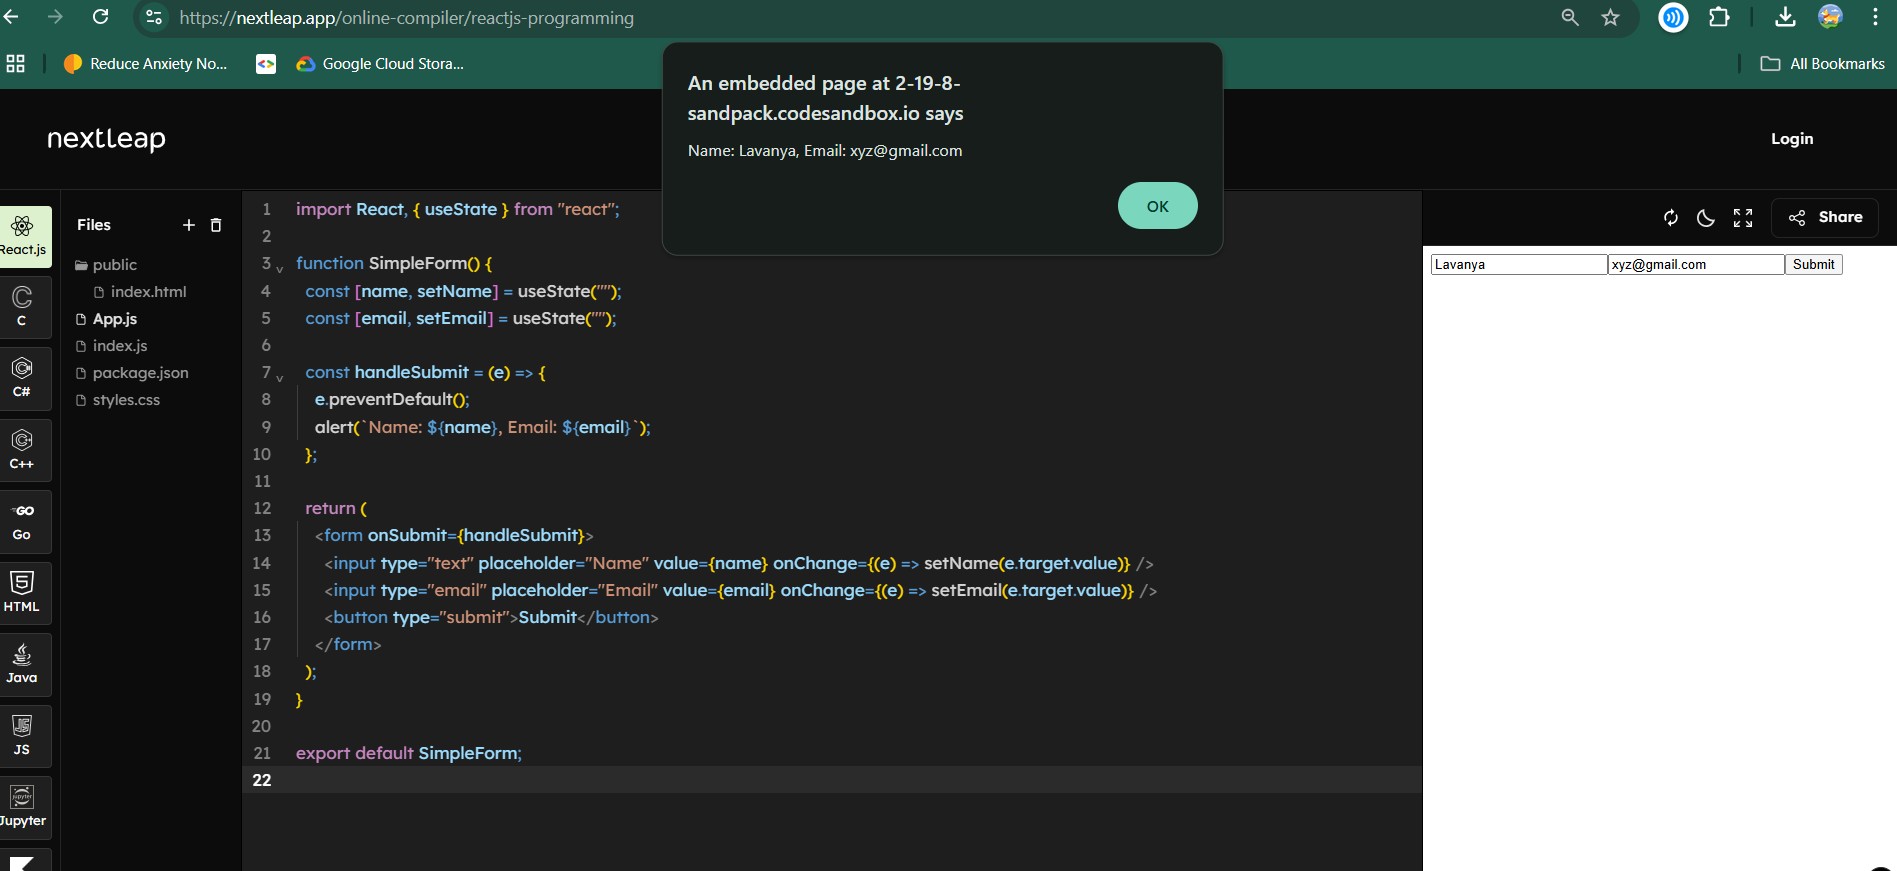 https://nextleap.app/online-compiler/reactjs-programming
Reduce Anxiety No...
Google Cloud Stora...
All Bookmarks
An embedded page at 2-19-8-
sandpack.codesandbox.io says
Name: Lavanya, Email: xyz@gmail.com
OK
nextleap
Login
React.js
C
C#
C++
GO
Go
5
HTML
Java
JS
JS
Jupyter
Jupyter
Files
public
index.html
App.js
index.js
package.json
styles.css
1 import React, { useState } from "react";
2
3 function SimpleForm() {
4 const [name, setName] = useState("");
5 const [email, setEmail] = useState("");
6
7 const handleSubmit = (e) => {
8 e.preventDefault();
9 alert(`Name: ${name}, Email: ${email}`);
10 };
11
12 return (
13 <form onSubmit={handleSubmit}>
14 <input type="text" placeholder="Name" value={name} onChange={(e) => setName(e.target.value)} />
15 <input type="email" placeholder="Email" value={email} onChange={(e) => setEmail(e.target.value)} />
16 <button type="submit">Submit</button>
17 </form>
18 );
19 }
20
21 export default SimpleForm;
22
Share
Lavanya xyz@gmail.com Submit